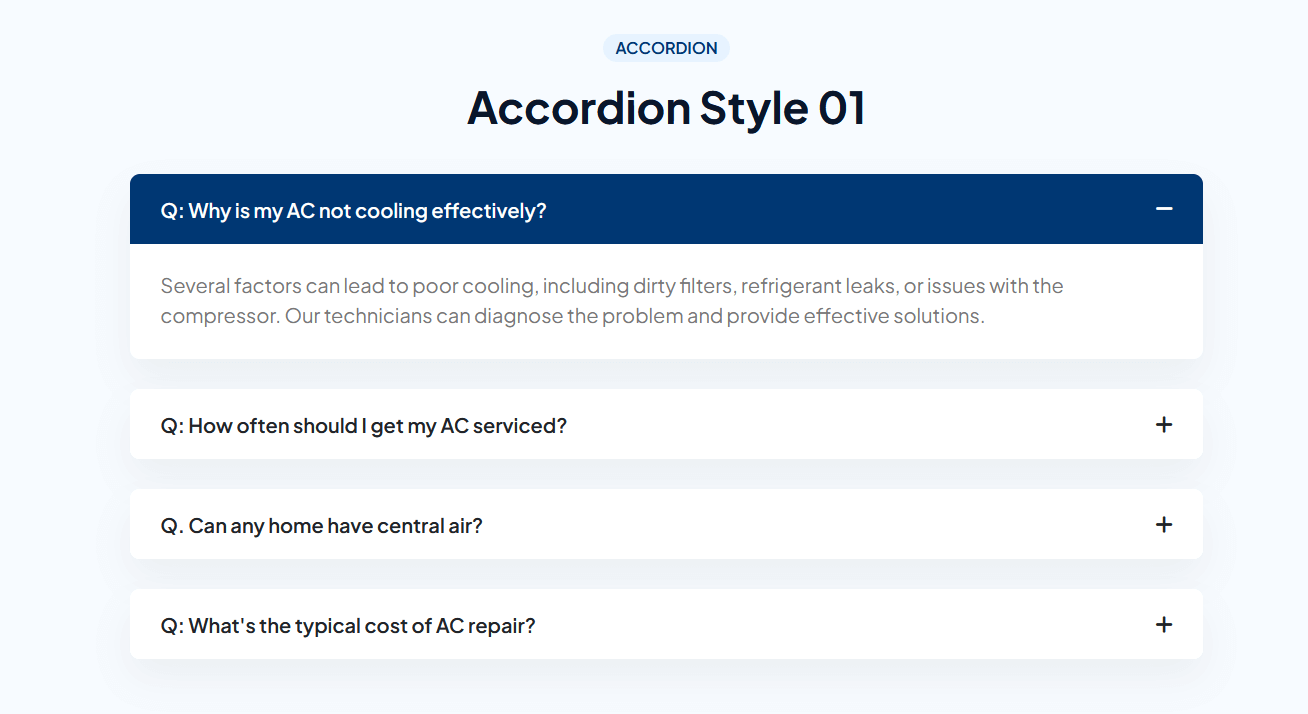 ACCORDION
Accordion Style 01
Q: Why is my AC not cooling effectively?
Several factors can lead to poor cooling, including dirty filters, refrigerant leaks, or issues with the
compressor. Our technicians can diagnose the problem and provide effective solutions.
Q: How often should I get my AC serviced?
Q. Can any home have central air?
Q: What's the typical cost of AC repair?